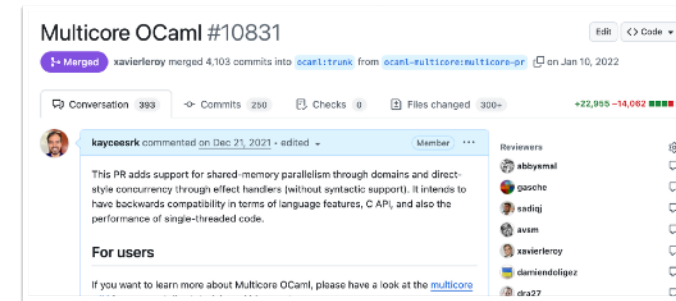 Multicore OCaml #10831
Edit <> Code
Merged xavierleroy merged 4,103 commits into ocaml:trunk from ocaml-multicore:multicore-pr on Jan 10, 2022
Conversation 393 Commits 250 Checks 0 Files changed 300+ +22,955 −14,062
kayceesrk commented on Dec 21, 2021 • edited Member ...
This PR adds support for shared-memory parallelism through domains and direct-
style concurrency through effect handlers (without syntactic support). It intends to
have backwards compatibility in terms of language features, C API, and also the
performance of single-threaded code.
For users
If you want to learn more about Multicore OCaml, please have a look at the multicore
Reviewers
abbysmal
gasche
sadiqj
avsm
xavierleroy
damiendoligez
dra27